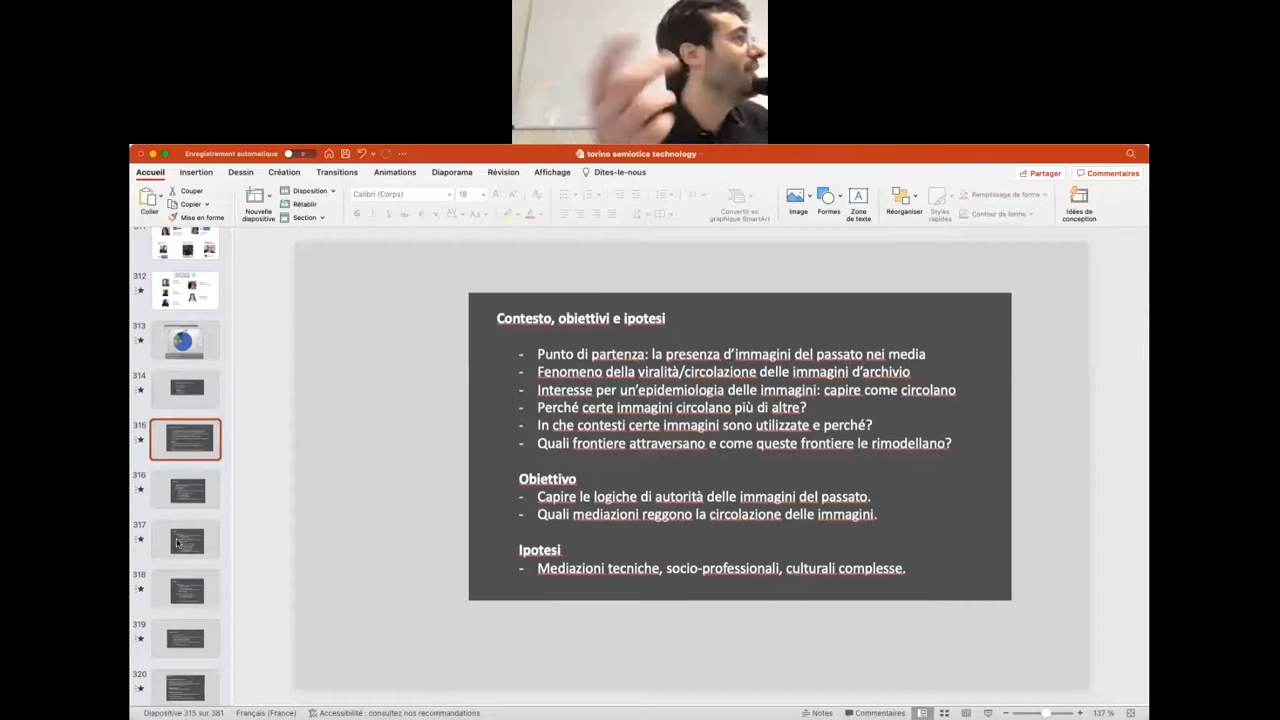 Enregistrement automatique
torino semiotics technology
Accueil Insertion Dessin Création Transitions Animations Diaporama Révision Affichage Dites-le-nous
Partager Commentaires
Coller
Couper
Copier
Mise en forme
Nouvelle diapositive
Disposition
Rétablir
Section
Calibri (Corps) 18
Convertir en graphique SmartArt
Image
Formes
Zone de texte
Réorganiser
Styles rapides
Remplissage de forme
Contour de forme
Idées de conception
312
313
314
315
316
317
318
319
320
Contesto, obiettivi e ipotesi
- Punto di partenza: la presenza d'immagini del passato nei media
- Fenomeno della viralità/circolazione delle immagini d'archivio
- Interesse per un'epidemiologia delle immagini: capire come circolano
- Perché certe immagini circolano più di altre?
- In che contesti certe immagini sono utilizzate e perché?
- Quali frontiere attraversano e come queste frontiere le rimodellano?
Obiettivo
- Capire le logiche di autorità delle immagini del passato.
- Quali mediazioni reggono la circolazione delle immagini.
Ipotesi
- Mediazioni tecniche, socio-professionali, culturali complesse.
Diapositive 315 sur 381 Français (France) Accessibilité : consultez nos recommandations Notes Commentaires 137 %